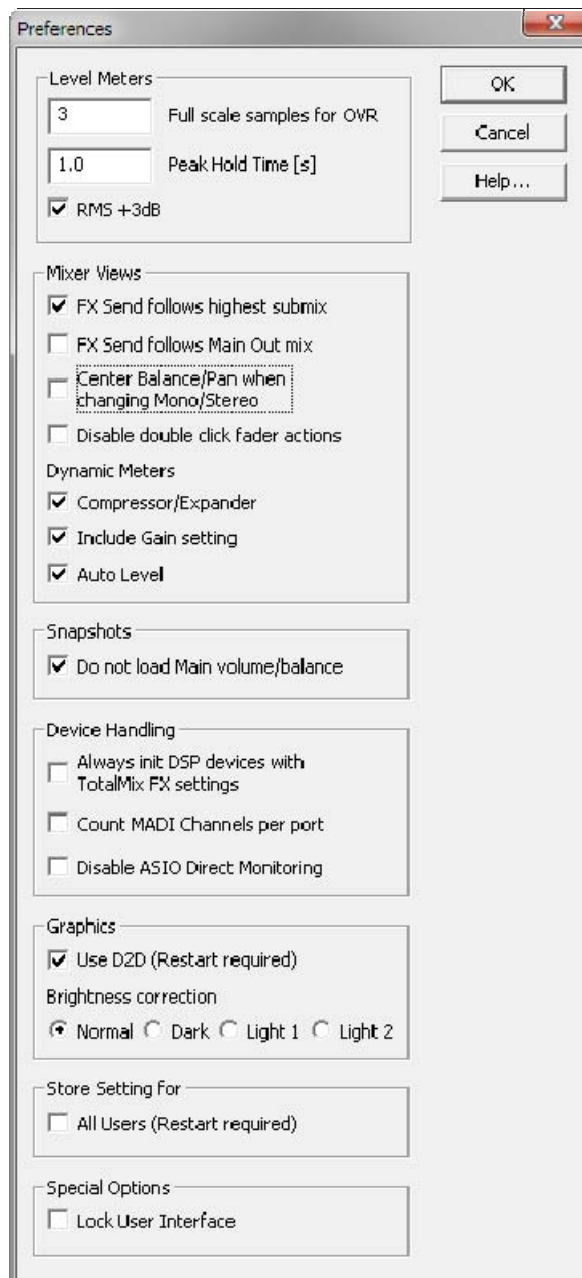 Preferences
Level Meters
3 Full scale samples for OVR
1.0 Peak Hold Time [s]
RMS +3dB
OK
Cancel
Help...
Mixer Views
FX Send follows highest submix
FX Send follows Main Out mix
Center Balance/Pan when
changing Mono/Stereo
Disable double click fader actions
Dynamic Meters
Compressor/Expander
Include Gain setting
Auto Level
Snapshots
Do not load Main volume/balance
Device Handling
Always init DSP devices with
TotalMix FX settings
Count MADI Channels per port
Disable ASIO Direct Monitoring
Graphics
Use D2D (Restart required)
Brightness correction
Normal Dark Light 1 Light 2
Store Setting for
All Users (Restart required)
Special Options
Lock User Interface